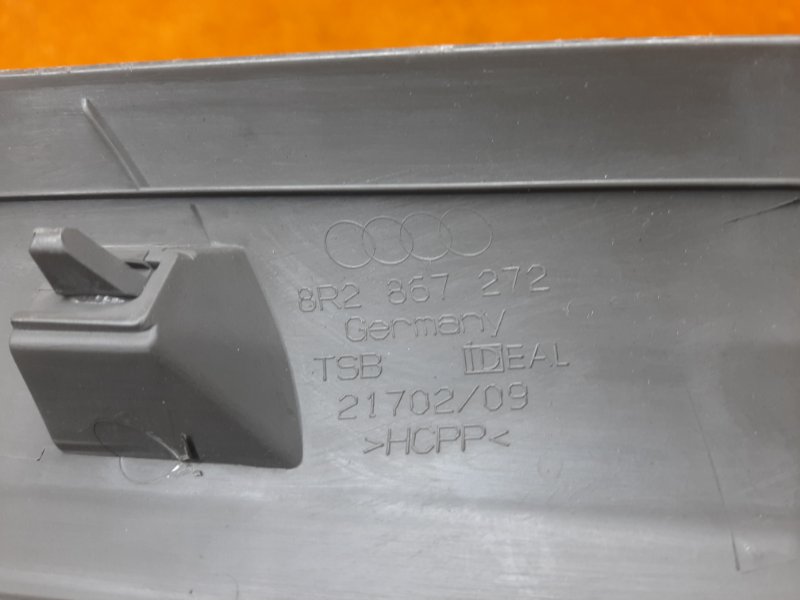 8R2 867 272
Germany
TSB IDEAL
21702/09
>HCPP<